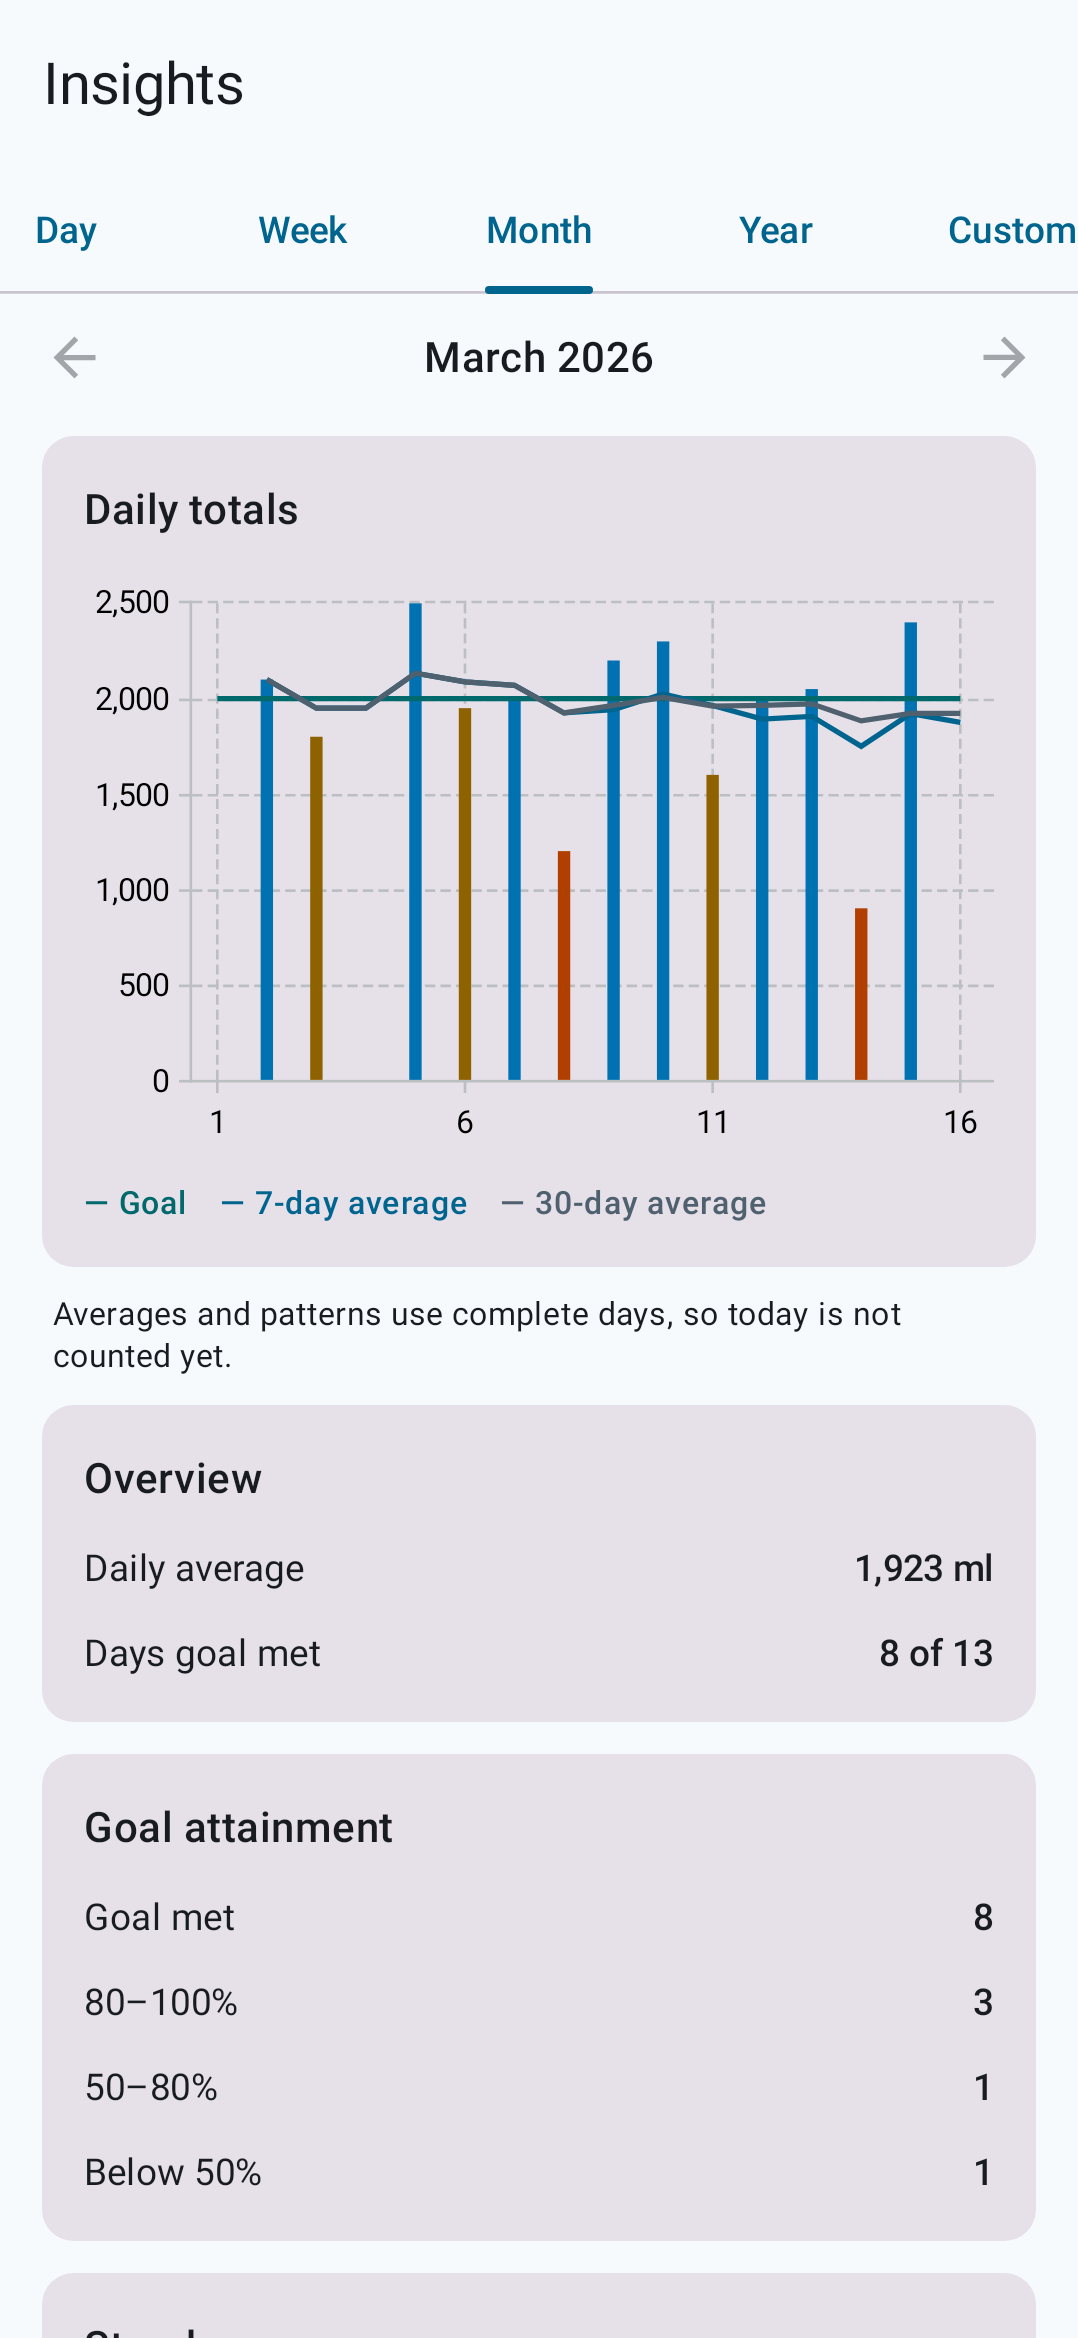 Insights
Day Week Month Year Custom
March 2026
Daily totals
2,500
2,000
1,500
1,000
500
0
1 6 11 16
Goal 7-day average 30-day average
Averages and patterns use complete days, so today is not
counted yet.
Overview
Daily average 1,923 ml
Days goal met 8 of 13
Goal attainment
Goal met 8
80–100% 3
50–80% 1
Below 50% 1